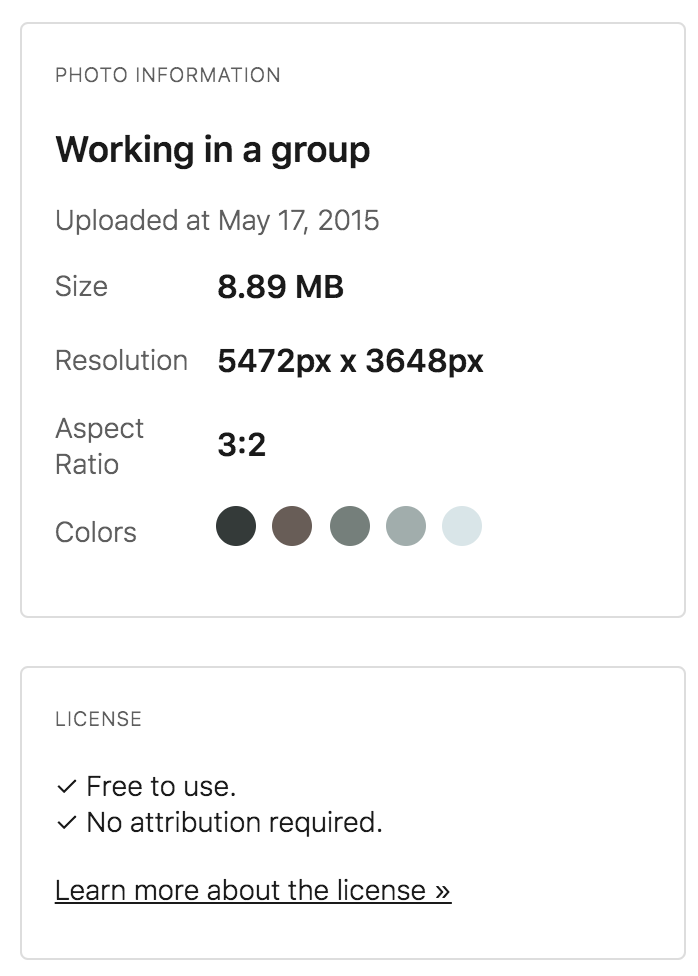 PHOTO INFORMATION
Working in a group
Uploaded at May 17, 2015
Size 8.89 MB
Resolution 5472px x 3648px
Aspect
Ratio 3:2
Colors
LICENSE
✓ Free to use.
✓ No attribution required.
Learn more about the license »